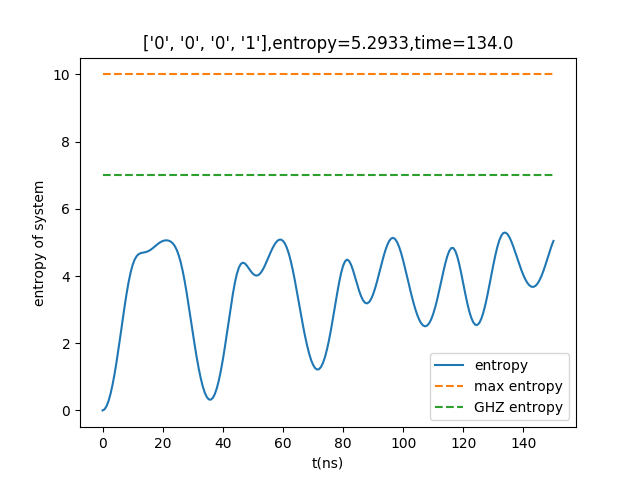 ['0', '0', '0', '1'],entropy=5.2933,time=134.0
entropy of system
10
8
6
4
2
0
0 20 40 60 80 100 120 140
t(ns)
entropy
max entropy
GHZ entropy